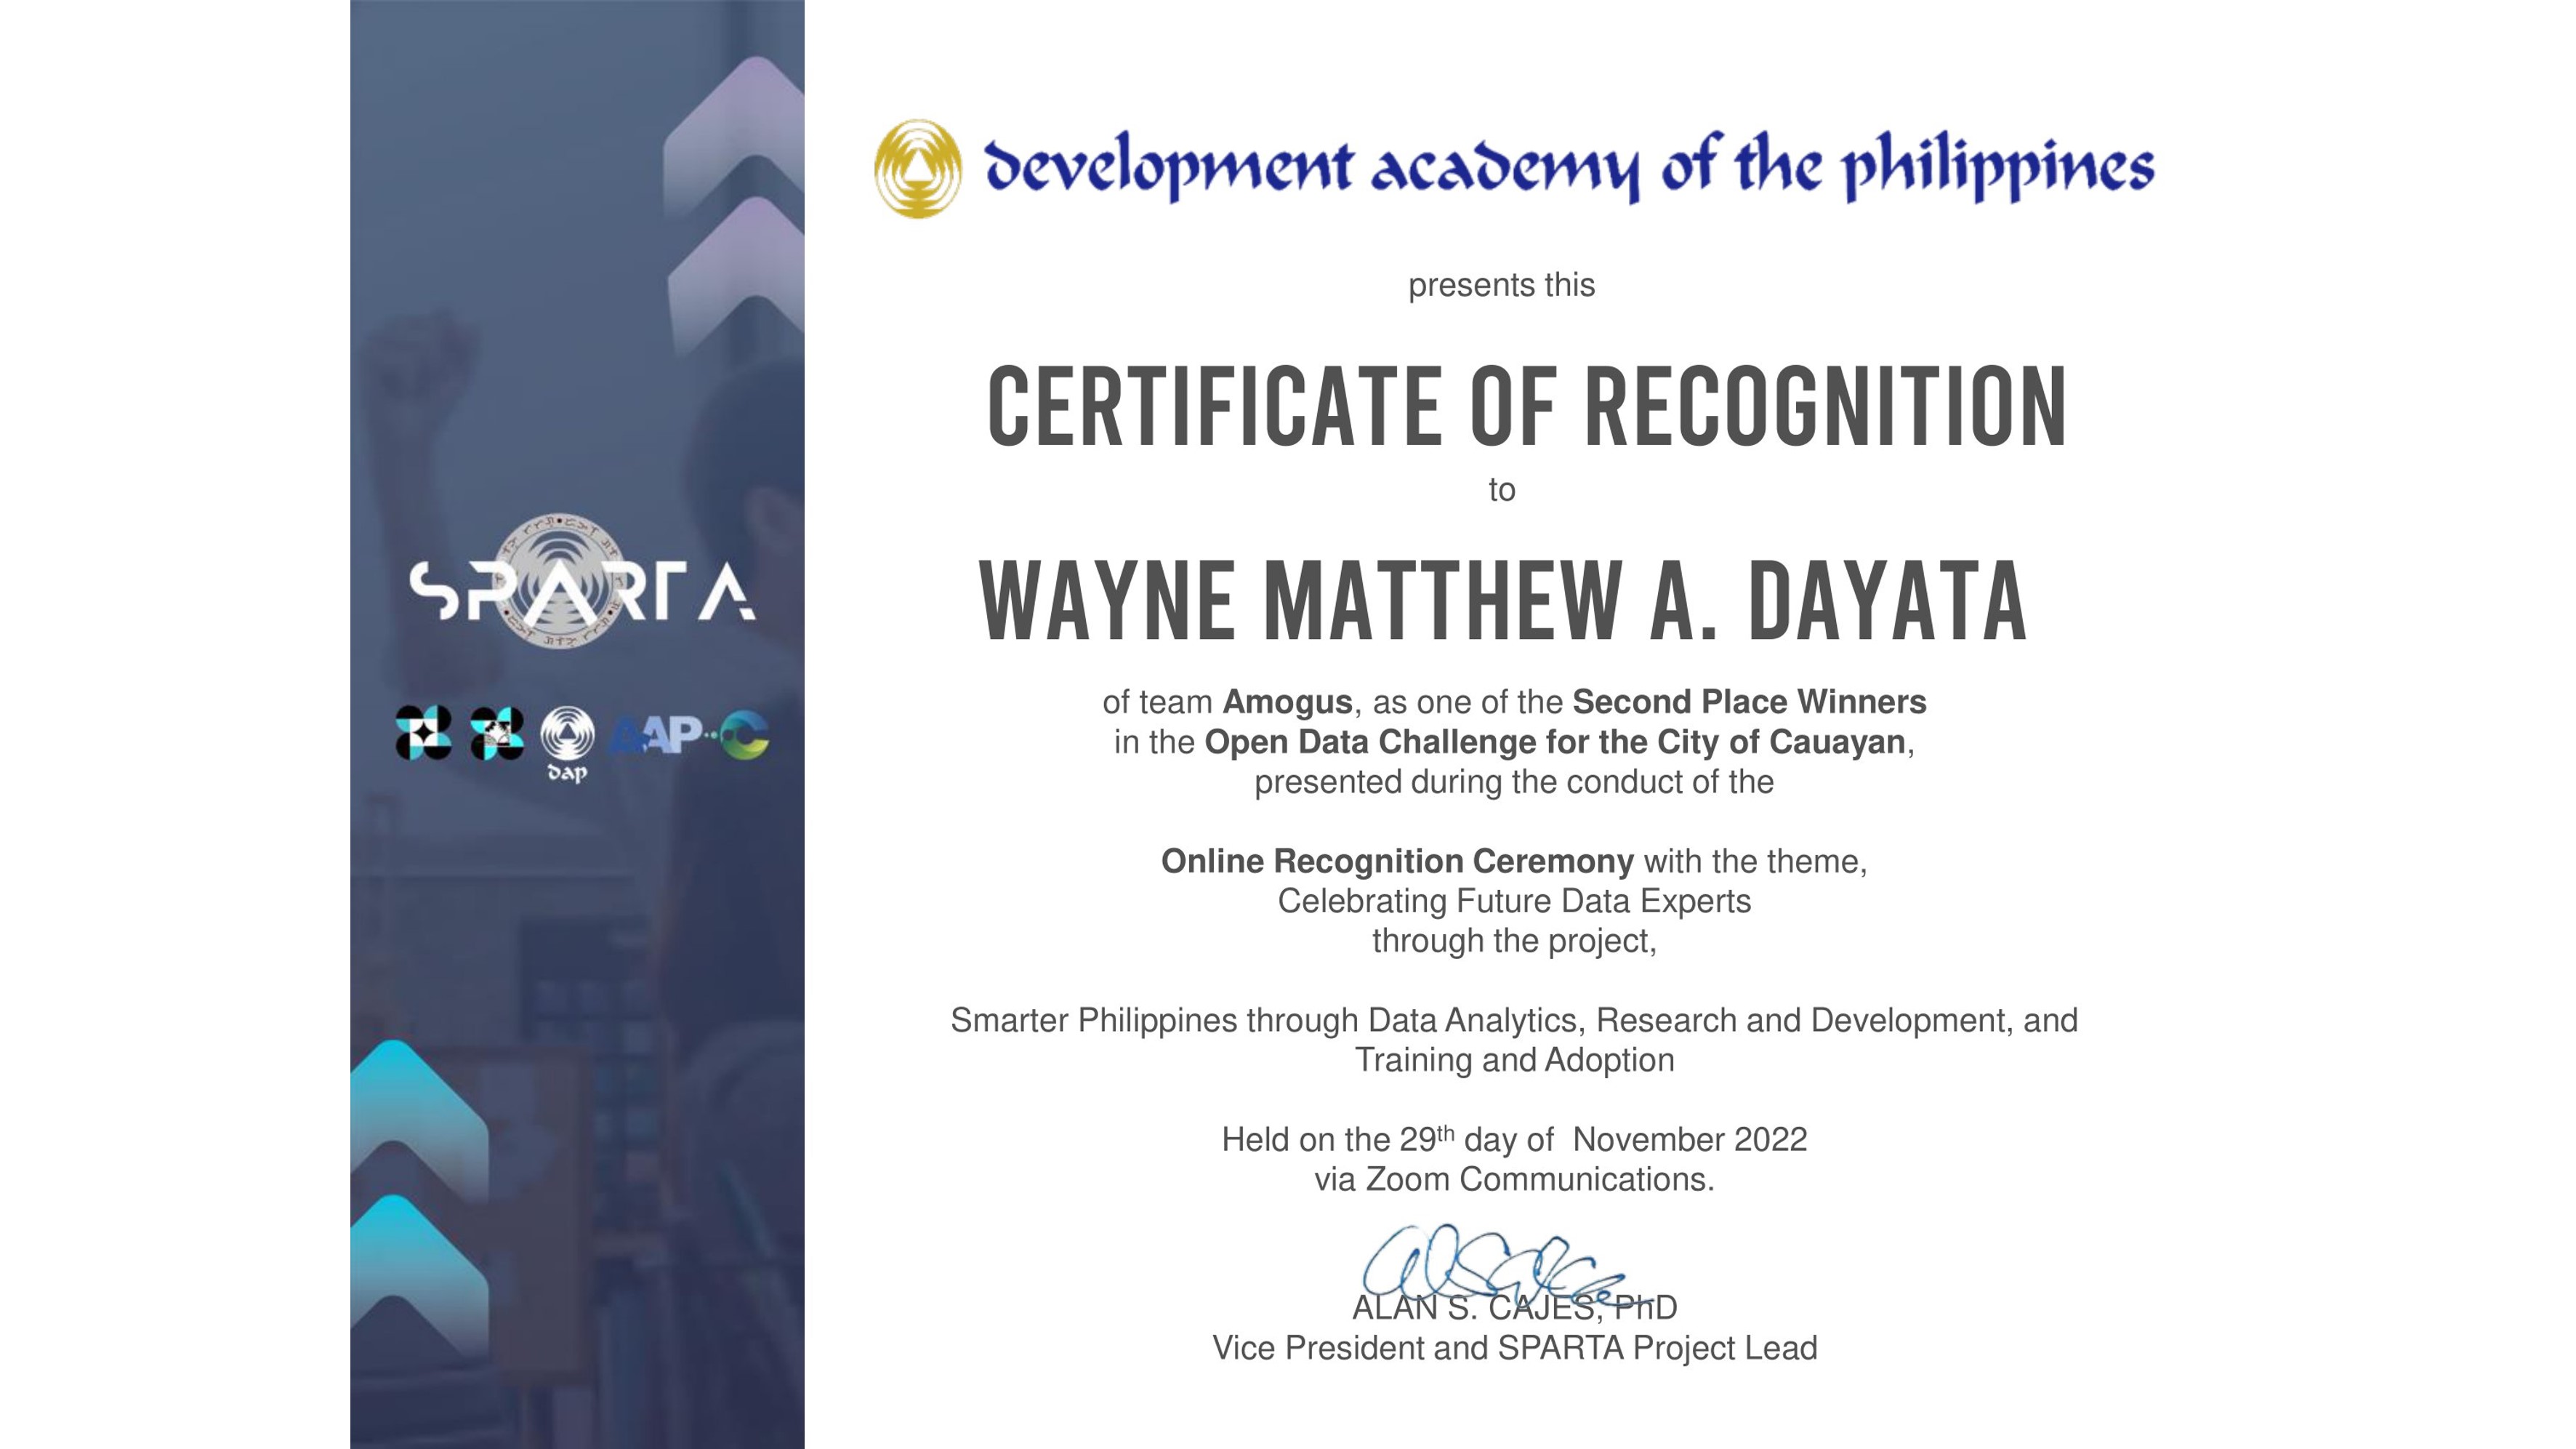 development academy of the philippines
presents this
CERTIFICATE OF RECOGNITION
to
WAYNE MATTHEW A. DAYATA
of team Amogus, as one of the Second Place Winners
in the Open Data Challenge for the City of Cauayan,
presented during the conduct of the
Online Recognition Ceremony with the theme,
Celebrating Future Data Experts
through the project,
Smarter Philippines through Data Analytics, Research and Development, and
Training and Adoption
Held on the 29th day of November 2022
via Zoom Communications.
ALAN S. CAJES, PhD
Vice President and SPARTA Project Lead
SPARTA
dap
AAP